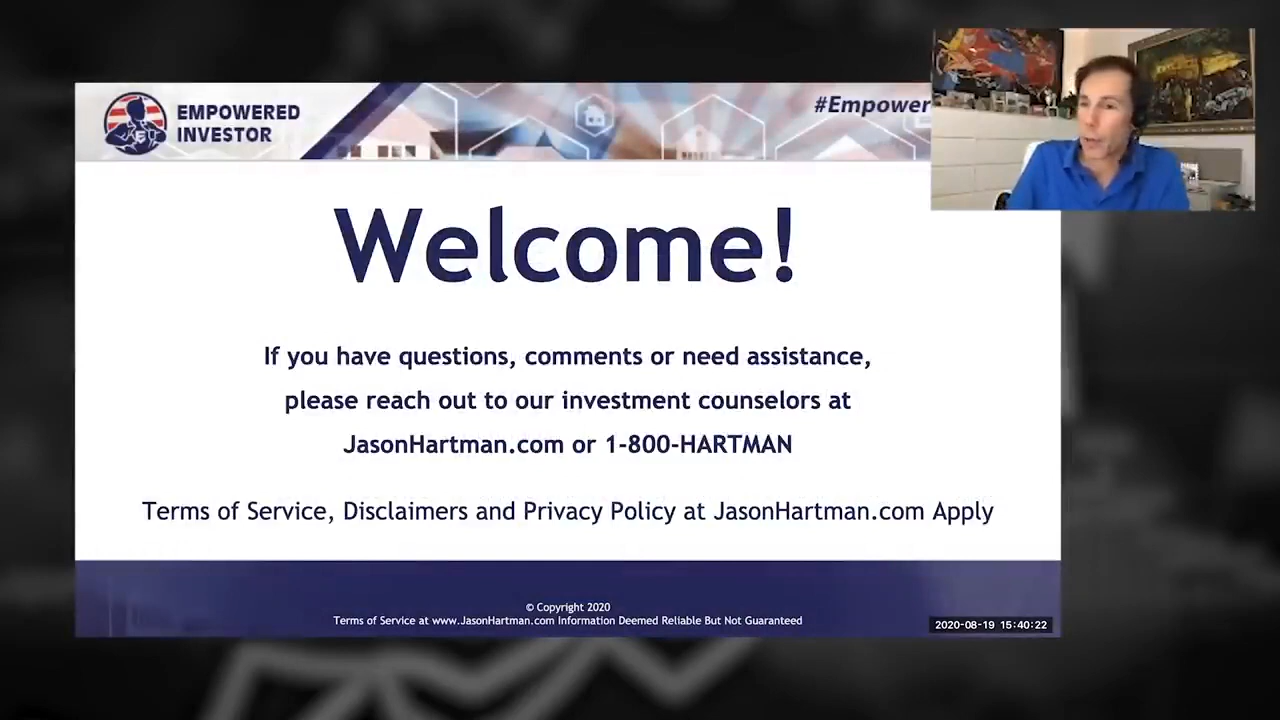 EMPOWERED
INVESTOR
#Empower
Welcome!
If you have questions, comments or need assistance,
please reach out to our investment counselors at
JasonHartman.com or 1-800-HARTMAN
Terms of Service, Disclaimers and Privacy Policy at JasonHartman.com Apply
© Copyright 2020
Terms of Service at www.JasonHartman.com Information Deemed Reliable But Not Guaranteed
2020-08-19 15:40:22